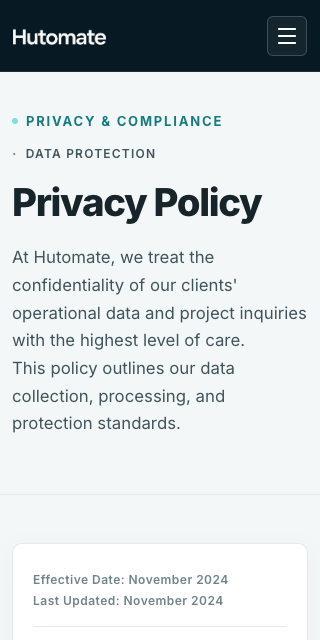 Hutomate
PRIVACY & COMPLIANCE
· DATA PROTECTION
Privacy Policy
At Hutomate, we treat the
confidentiality of our clients'
operational data and project inquiries
with the highest level of care.
This policy outlines our data
collection, processing, and
protection standards.
Effective Date: November 2024
Last Updated: November 2024